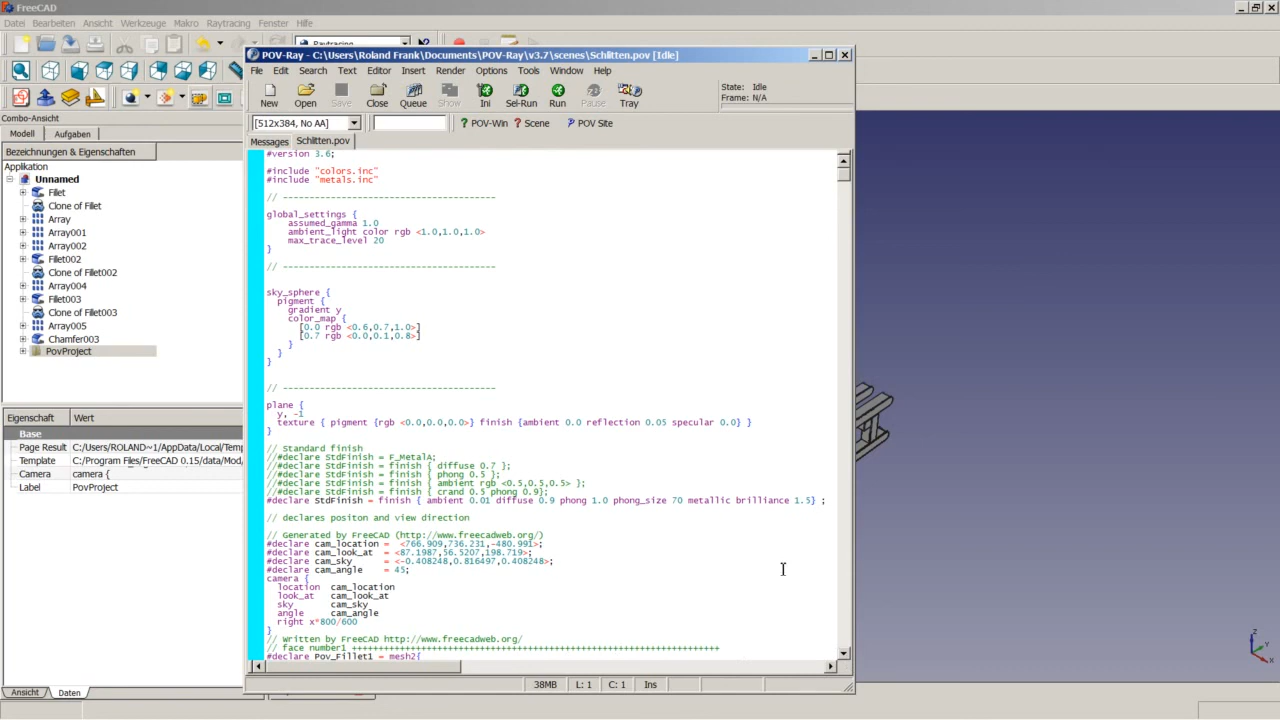 FreeCAD
Datei Bearbeiten Ansicht Werkzeuge Makro Raytracing Fenster Hilfe
Raytracing
Combo-Ansicht
Modell Aufgaben
Bezeichnungen & Eigenschaften
Applikation
Unnamed
Fillet
Clone of Fillet
Array
Array001
Array002
Fillet002
Clone of Fillet002
Array004
Fillet003
Clone of Fillet003
Array005
Chamfer003
PovProject
Eigenschaft Wert
Base
Page Result C:/Users/ROLAND~1/AppData/Local/Temp
Template C:/Program Files/FreeCAD 0.15/data/Mod/
Camera camera {
Label PovProject
Ansicht Daten
POV-Ray - C:\Users\Roland Frank\Documents\POV-Ray\v3.7\scenes\Schlitten.pov [Idle]
File Edit Search Text Editor Insert Render Options Tools Window Help
New Open Save Close Queue Show Ini Sel-Run Run Pause Tray
State: Idle
Frame: N/A
[512x384, No AA] ? POV-Win ? Scene POV Site
Messages Schlitten.pov
#version 3.6;
#include "colors.inc"
#include "metals.inc"
// ----------------------------------------
global_settings {
assumed_gamma 1.0
ambient_light color rgb <1.0,1.0,1.0>
max_trace_level 20
}
// ----------------------------------------
sky_sphere {
pigment {
gradient y
color_map {
[0.0 rgb <0.6,0.7,1.0>]
[0.7 rgb <0.0,0.1,0.8>]
}
}
}
// ----------------------------------------
plane {
y, -1
texture { pigment {rgb <0.0,0.0,0.0>} finish {ambient 0.0 reflection 0.05 specular 0.0} }
}
// Standard finish
//#declare StdFinish = F_MetalA;
//#declare StdFinish = finish { diffuse 0.7 };
//#declare StdFinish = finish { phong 0.5 };
//#declare StdFinish = finish { ambient rgb <0.5,0.5,0.5> };
//#declare StdFinish = finish { crand 0.5 phong 0.9};
#declare StdFinish = finish { ambient 0.01 diffuse 0.9 phong 1.0 phong_size 70 metallic brilliance 1.5} ;
// declares positon and view direction
// Generated by FreeCAD (http://www.freecadweb.org/)
#declare cam_location = <766.909,736.231,-480.991>;
#declare cam_look_at = <87.1987,56.5207,198.719>;
#declare cam_sky = <-0.408248,0.816497,0.408248>;
#declare cam_angle = 45;
camera {
location cam_location
look_at cam_look_at
sky cam_sky
angle cam_angle
right x*800/600
}
// Written by FreeCAD http://www.freecadweb.org/
// face number1 +++++++++++++++++++++++++++++++++++++++++++++++++++++++++++++++++++++
#declare Pov_Fillet1 = mesh2{
38MB L: 1 C: 1 Ins
Z
Y
X